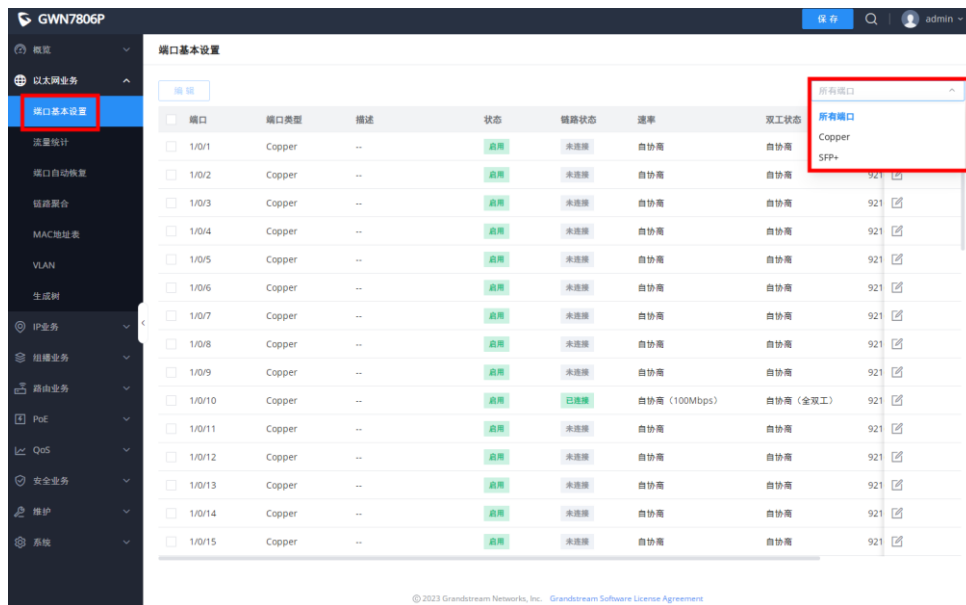 GWN7806P
保存
admin
概览
以太网业务
端口基本设置
流量统计
端口自动恢复
链路聚合
MAC地址表
VLAN
生成树
IP业务
组播业务
路由业务
PoE
QoS
安全业务
维护
系统
端口基本设置
编辑
所有端口
所有端口
Copper
SFP+
端口 端口类型 描述 状态 链路状态 速率 双工状态
1/0/1 Copper -- 启用 未连接 自协商 自协商
1/0/2 Copper -- 启用 未连接 自协商 自协商 921
1/0/3 Copper -- 启用 未连接 自协商 自协商 921
1/0/4 Copper -- 启用 未连接 自协商 自协商 921
1/0/5 Copper -- 启用 未连接 自协商 自协商 921
1/0/6 Copper -- 启用 未连接 自协商 自协商 921
1/0/7 Copper -- 启用 未连接 自协商 自协商 921
1/0/8 Copper -- 启用 未连接 自协商 自协商 921
1/0/9 Copper -- 启用 未连接 自协商 自协商 921
1/0/10 Copper -- 启用 已连接 自协商（100Mbps） 自协商（全双工） 921
1/0/11 Copper -- 启用 未连接 自协商 自协商 921
1/0/12 Copper -- 启用 未连接 自协商 自协商 921
1/0/13 Copper -- 启用 未连接 自协商 自协商 921
1/0/14 Copper -- 启用 未连接 自协商 自协商 921
1/0/15 Copper -- 启用 未连接 自协商 自协商 921
© 2023 Grandstream Networks, Inc. Grandstream Software License Agreement